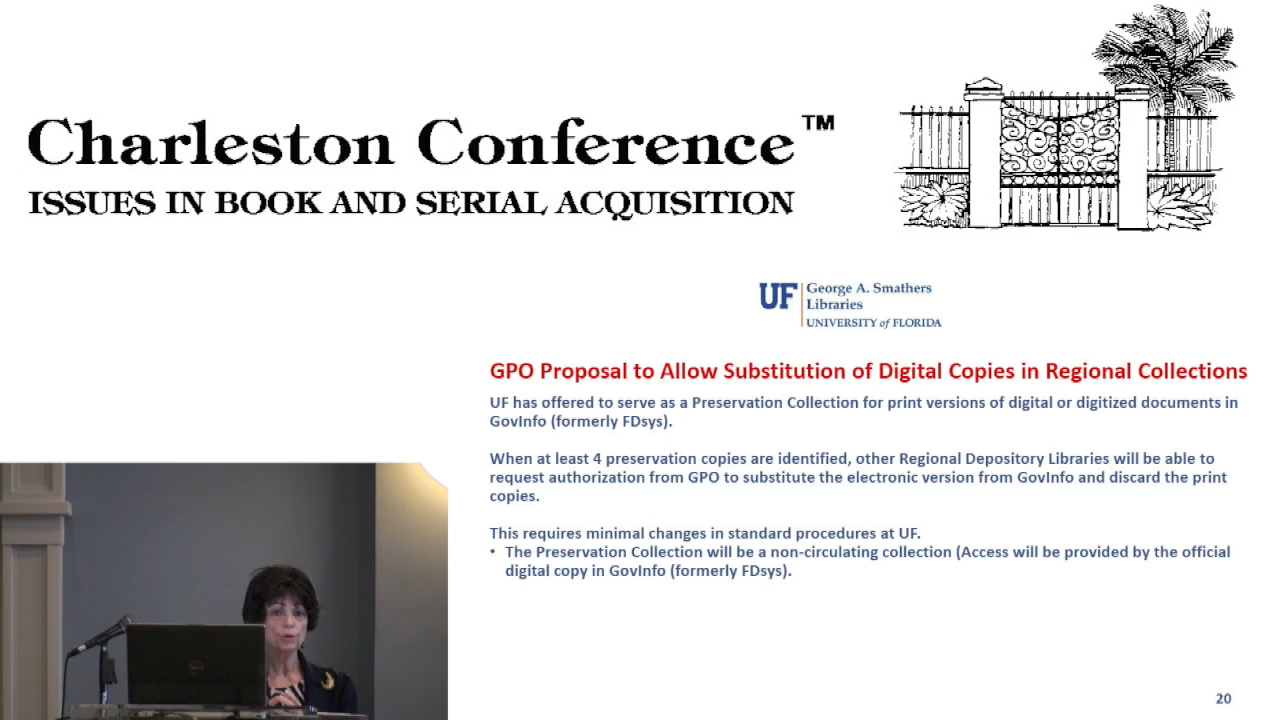 Charleston Conference™
ISSUES IN BOOK AND SERIAL ACQUISITION
UF George A. Smathers
Libraries
UNIVERSITY of FLORIDA
GPO Proposal to Allow Substitution of Digital Copies in Regional Collections
UF has offered to serve as a Preservation Collection for print versions of digital or digitized documents in
GovInfo (formerly FDsys).
When at least 4 preservation copies are identified, other Regional Depository Libraries will be able to
request authorization from GPO to substitute the electronic version from GovInfo and discard the print
copies.
This requires minimal changes in standard procedures at UF.
• The Preservation Collection will be a non-circulating collection (Access will be provided by the official
digital copy in GovInfo (formerly FDsys).
20